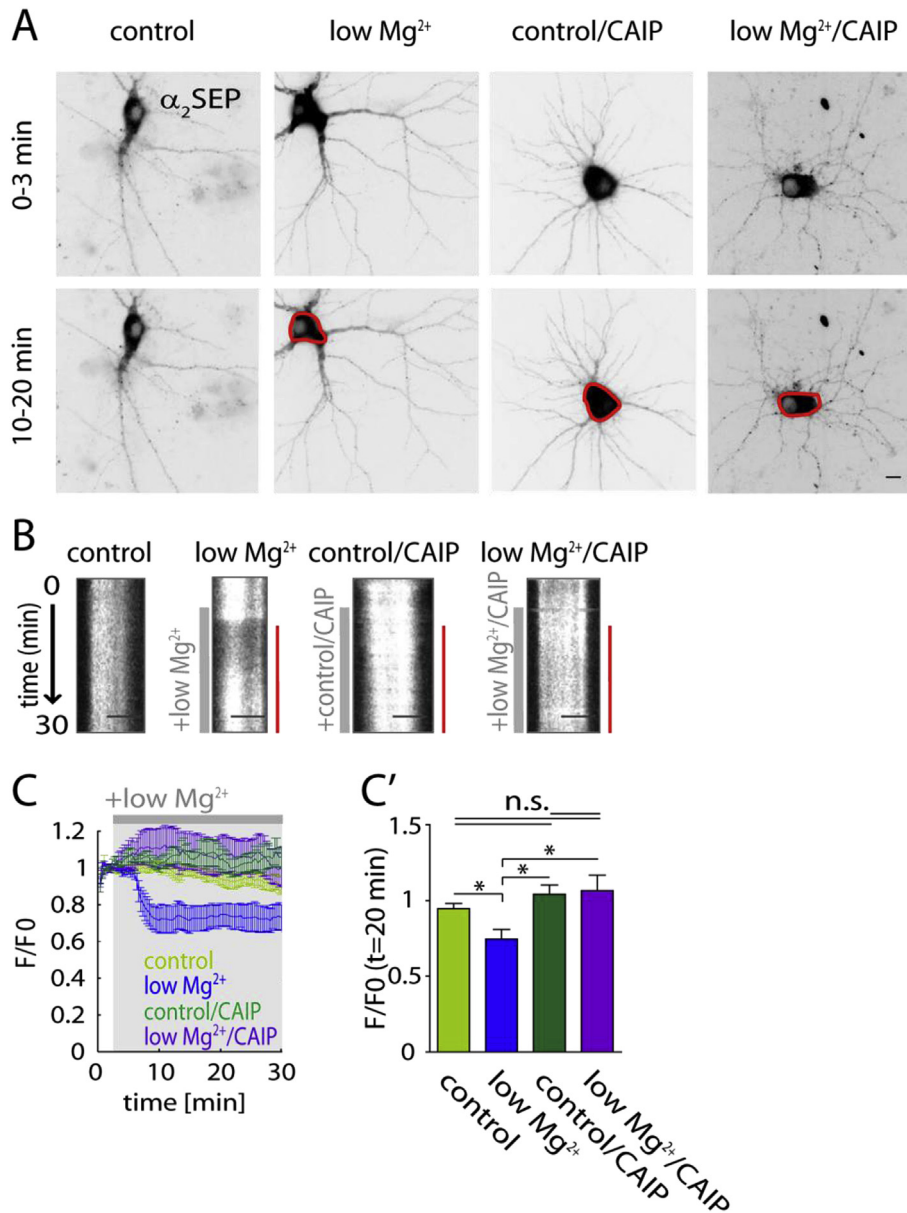 A
control
low Mg²⁺
control/CAIP
low Mg²⁺/CAIP
α₂SEP
0-3 min
10-20 min
B
control
low Mg²⁺
control/CAIP
low Mg²⁺/CAIP
0
time (min)
30
+low Mg²⁺
+control/CAIP
+low Mg²⁺/CAIP
C
+low Mg²⁺
1.2
1
0.8
0.6
0.4
0.2
0
F/F0
control
low Mg²⁺
control/CAIP
low Mg²⁺/CAIP
0
10
20
30
time [min]
C'
n.s.
*
*
*
1.5
1
0.5
0
F/F0 (t=20 min)
control
low Mg²⁺
control/CAIP
low Mg²⁺/CAIP